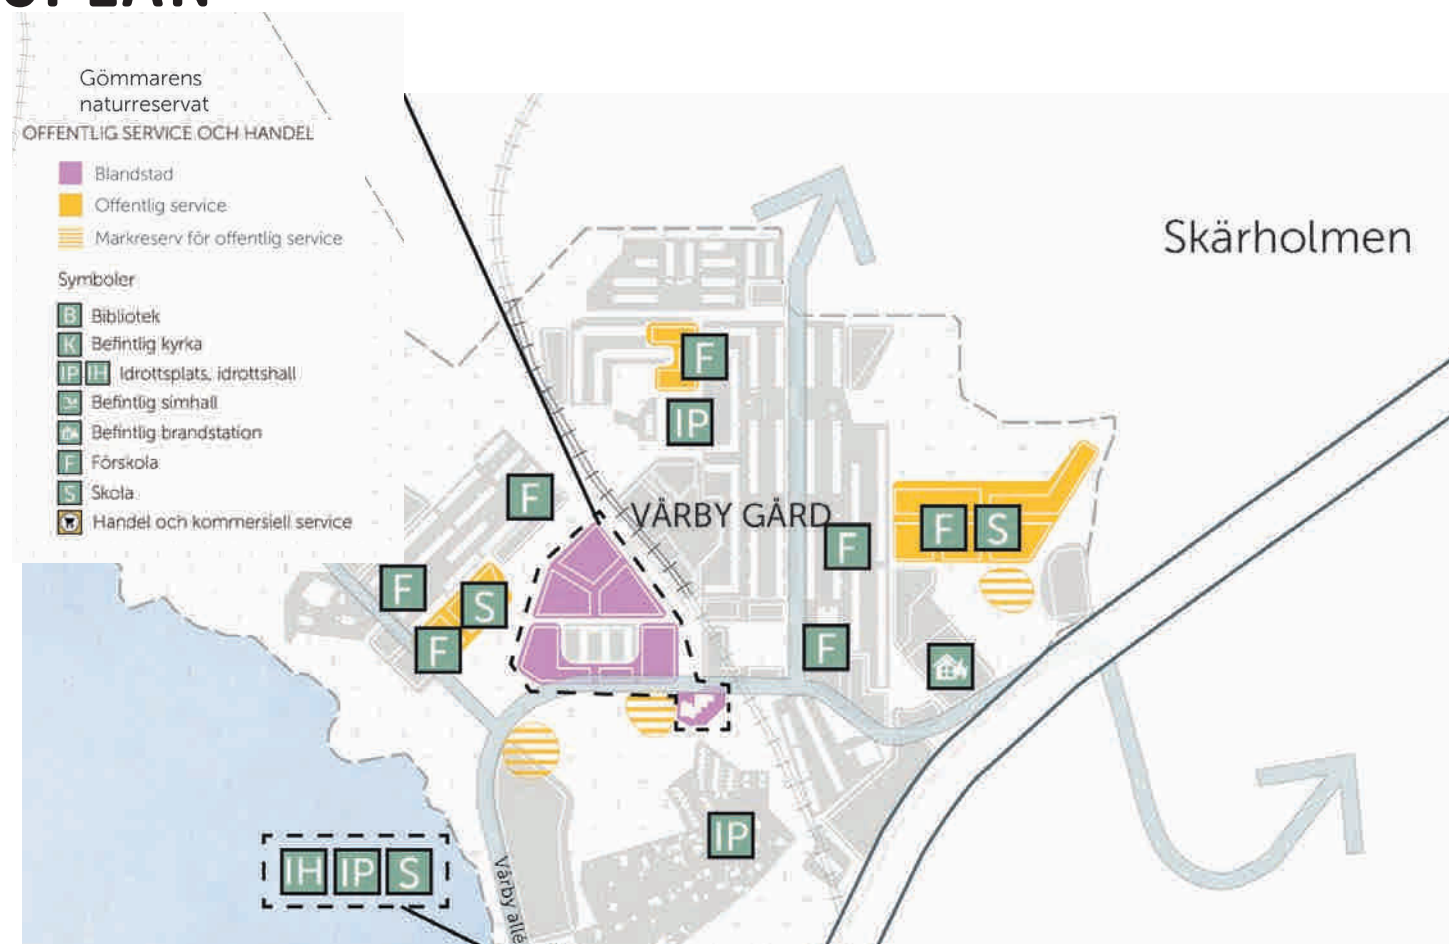 Gömmarens
naturreservat
OFFENTLIG SERVICE OCH HANDEL
Blandstad
Offentlig service
Markreserv för offentlig service
Symboler
B Bibliotek
K Befintlig kyrka
IP IH Idrottsplats, idrottshall
Befintlig simhall
Befintlig brandstation
F Förskola
S Skola
Handel och kommersiell service
Skärholmen
F
IP
F
VÅRBY GÅRD
F
F S
F
S
F
F
IP
IH IP S
Vårby allé